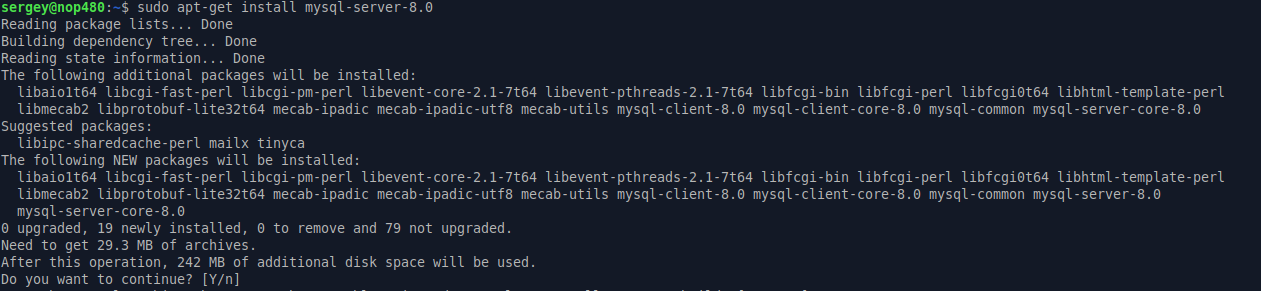 sergey@nop480:~$ sudo apt-get install mysql-server-8.0
Reading package lists... Done
Building dependency tree... Done
Reading state information... Done
The following additional packages will be installed:
  libaio1t64 libcgi-fast-perl libcgi-pm-perl libevent-core-2.1-7t64 libevent-pthreads-2.1-7t64 libfcgi-bin libfcgi-perl libfcgi0t64 libhtml-template-perl
  libmecab2 libprotobuf-lite32t64 mecab-ipadic mecab-ipadic-utf8 mecab-utils mysql-client-8.0 mysql-client-core-8.0 mysql-common mysql-server-core-8.0
Suggested packages:
  libipc-sharedcache-perl mailx tinyca
The following NEW packages will be installed:
  libaio1t64 libcgi-fast-perl libcgi-pm-perl libevent-core-2.1-7t64 libevent-pthreads-2.1-7t64 libfcgi-bin libfcgi-perl libfcgi0t64 libhtml-template-perl
  libmecab2 libprotobuf-lite32t64 mecab-ipadic mecab-ipadic-utf8 mecab-utils mysql-client-8.0 mysql-client-core-8.0 mysql-common mysql-server-8.0
  mysql-server-core-8.0
0 upgraded, 19 newly installed, 0 to remove and 79 not upgraded.
Need to get 29.3 MB of archives.
After this operation, 242 MB of additional disk space will be used.
Do you want to continue? [Y/n]